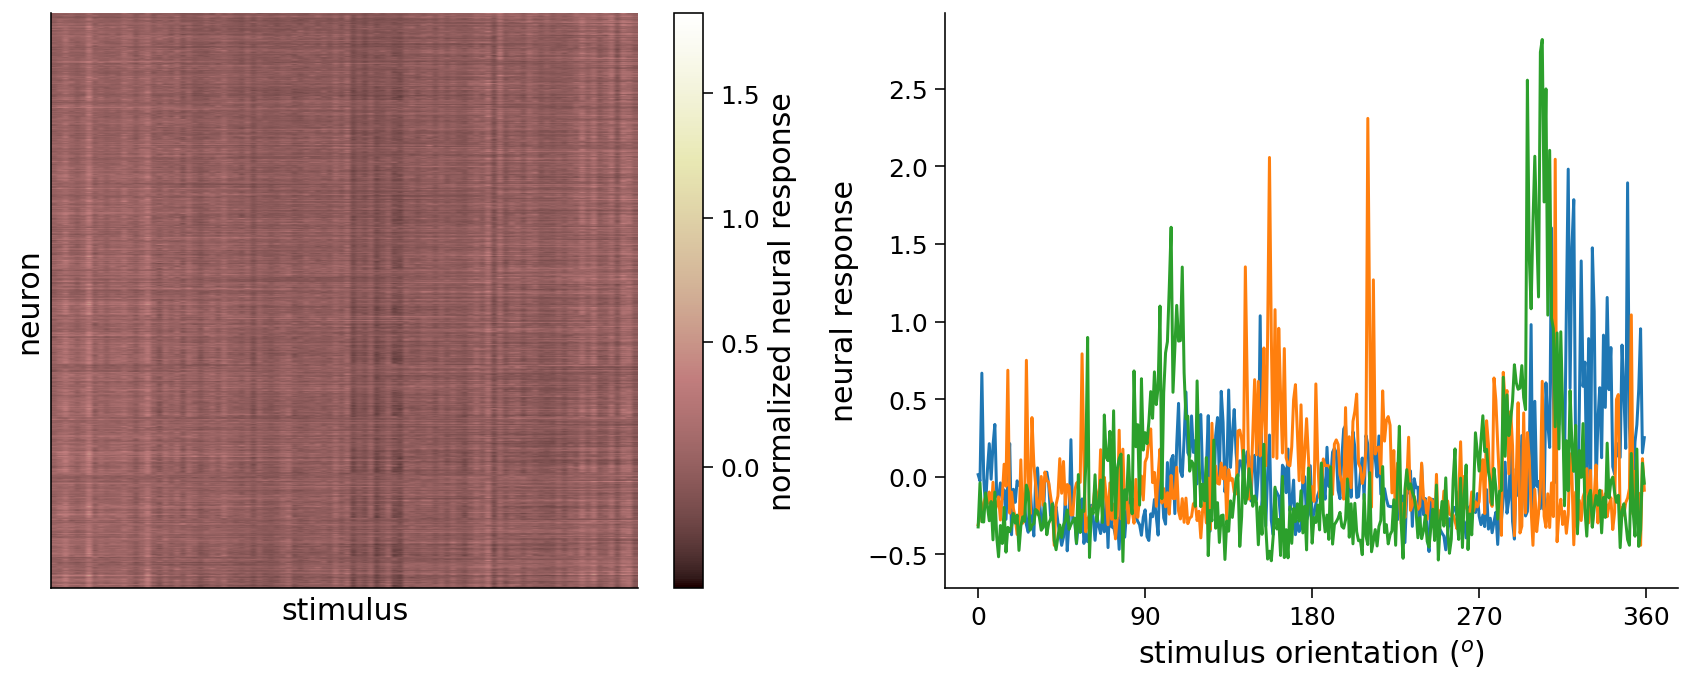 neuron
stimulus
1.5
1.0
0.5
0.0
normalized neural response
neural response
2.5
2.0
1.5
1.0
0.5
0.0
−0.5
0 90 180 270 360
stimulus orientation (º)